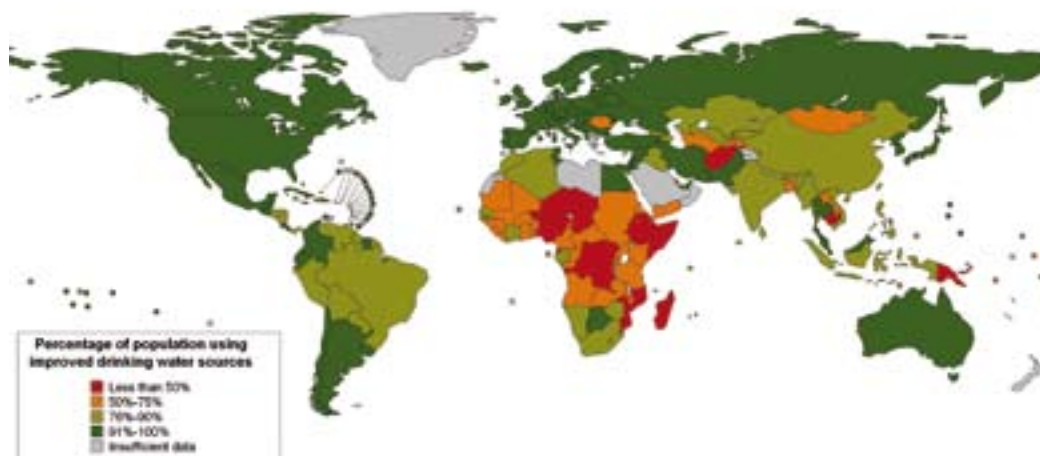 Percentage of population using
improved drinking water sources
Less than 50%
50%-75%
76%-90%
91%-100%
Insufficient data